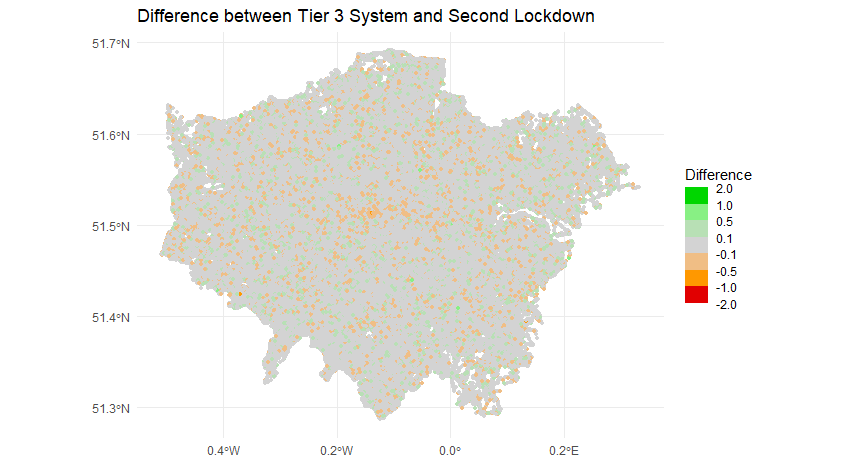 Difference between Tier 3 System and Second Lockdown
51.7°N
51.6°N
51.5°N
51.4°N
51.3°N
0.4°W
0.2°W
0.0°
0.2°E
Difference
2.0
1.0
0.5
0.1
-0.1
-0.5
-1.0
-2.0